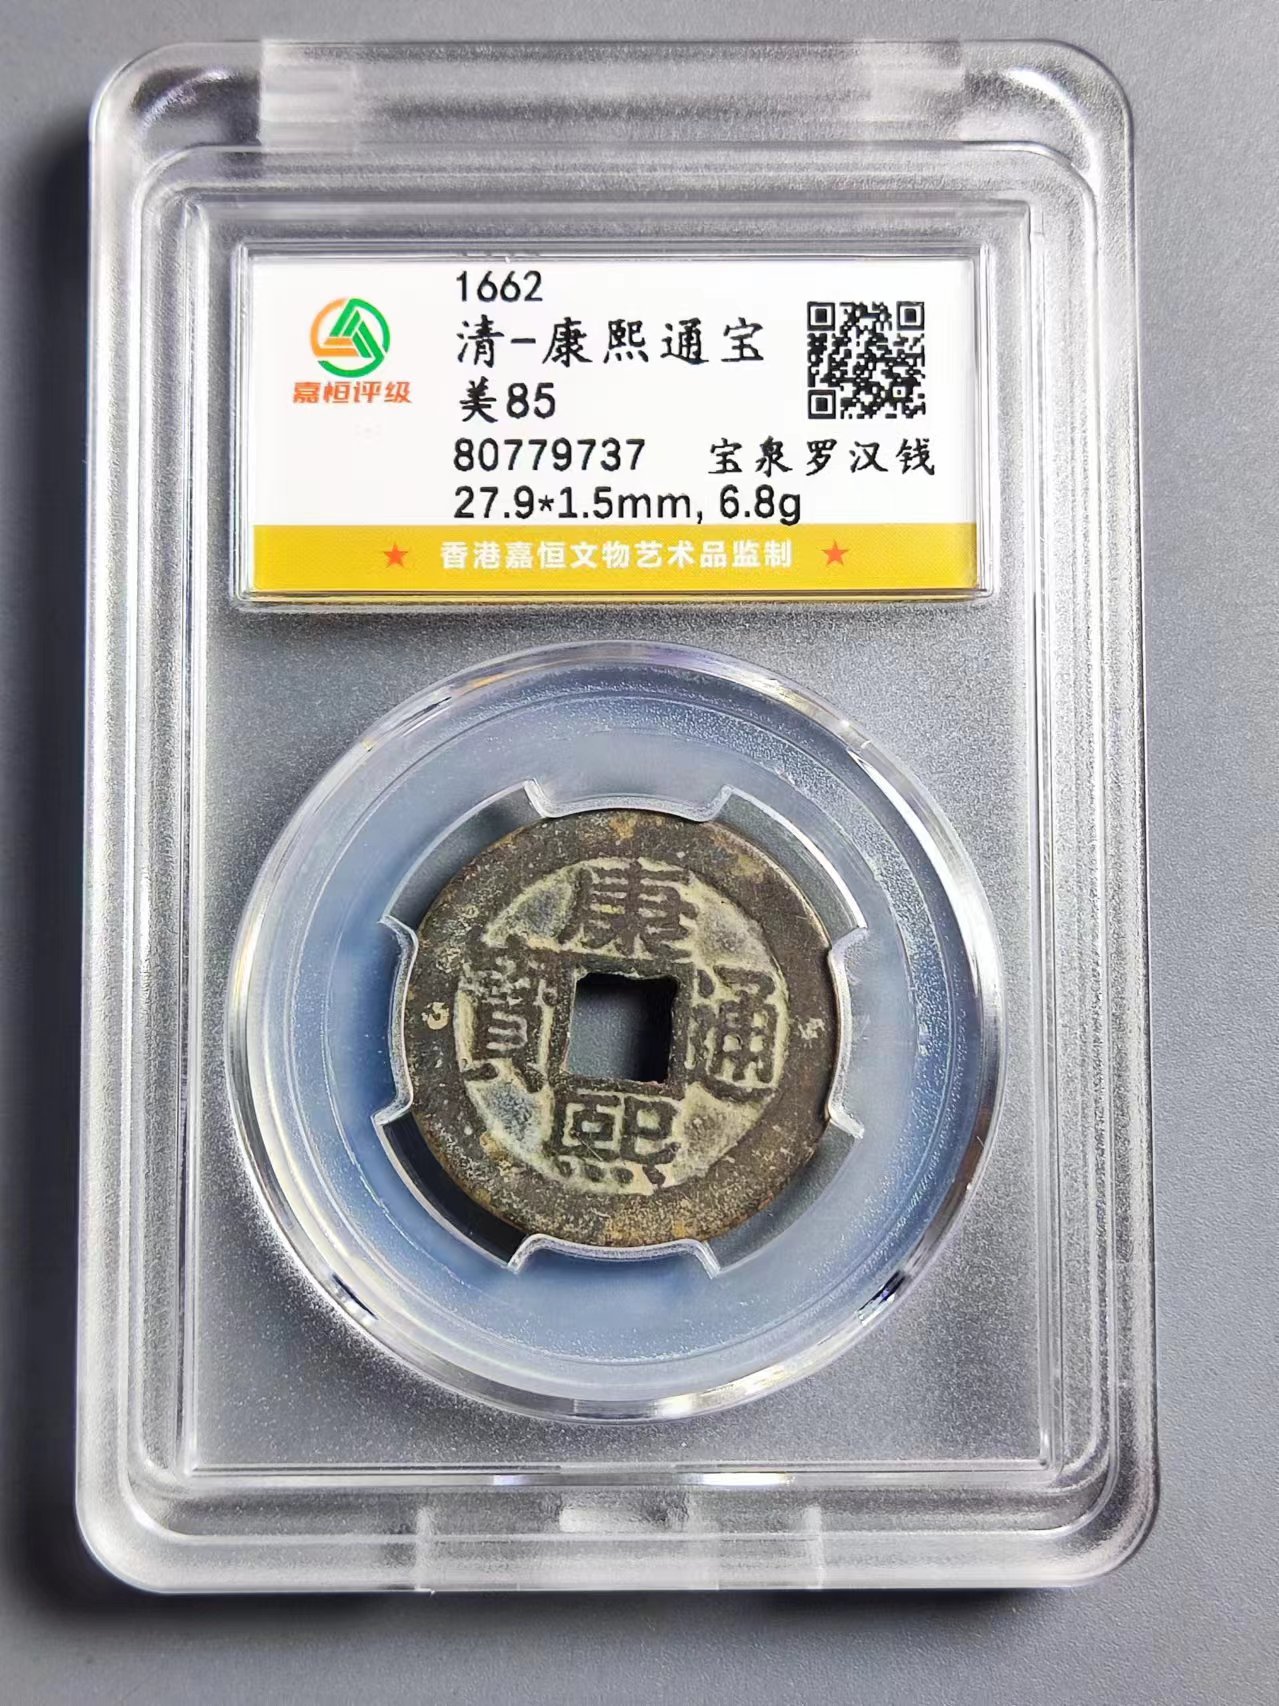 嘉恒评级
1662
清-康熙通宝
美85
80779737 宝泉罗汉钱
27.9*1.5mm, 6.8g
★ 香港嘉恒文物艺术品监制 ★
康熙通寶